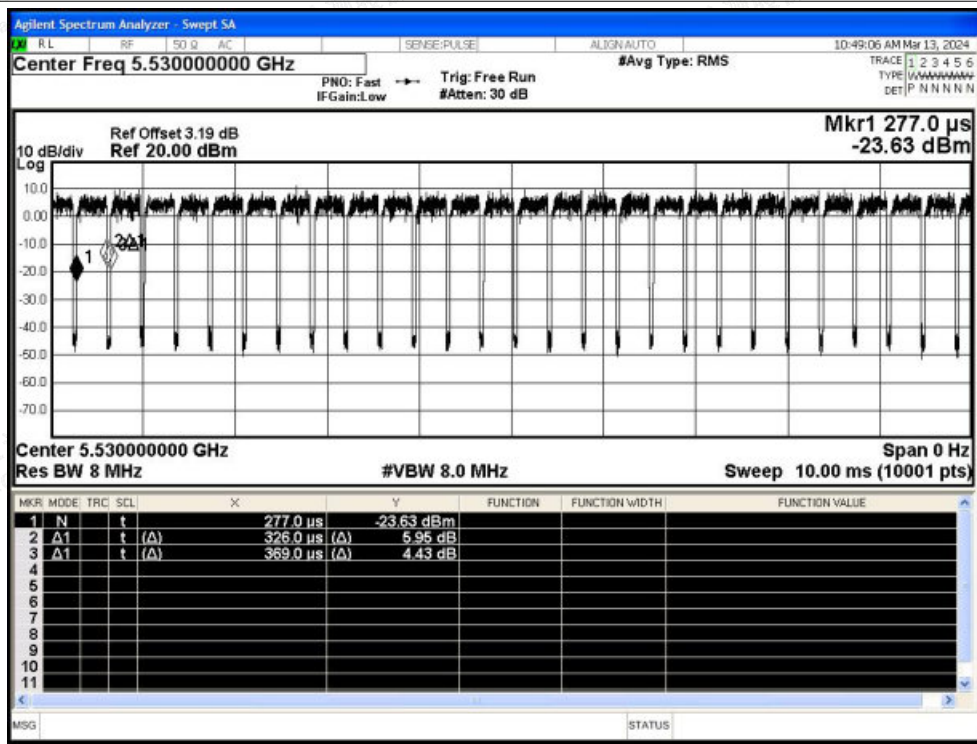 Agilent Spectrum Analyzer - Swept SA
LXI RL RF 50 Ω AC SENSE:PULSE ALIGNAUTO 10:49:06 AM Mar 13, 2024
Center Freq 5.530000000 GHz #Avg Type: RMS TRACE 1 2 3 4 5 6
PNO: Fast Trig: Free Run TYPE WWWWWW
IFGain:Low #Atten: 30 dB DET P N N N N N
Mkr1 277.0 µs
Ref Offset 3.19 dB
10 dB/div Ref 20.00 dBm -23.63 dBm
Log
10.0
0.00
-10.0
1 2Δ1
-20.0
-30.0
-40.0
-50.0
-60.0
-70.0
Center 5.530000000 GHz Span 0 Hz
Res BW 8 MHz #VBW 8.0 MHz Sweep 10.00 ms (10001 pts)
MKR MODE TRC SCL X Y FUNCTION FUNCTION WIDTH FUNCTION VALUE
1 N t 277.0 µs -23.63 dBm
2 Δ1 t (Δ) 326.0 µs (Δ) 5.95 dB
3 Δ1 t (Δ) 369.0 µs (Δ) 4.43 dB
4
5
6
7
8
9
10
11
MSG STATUS